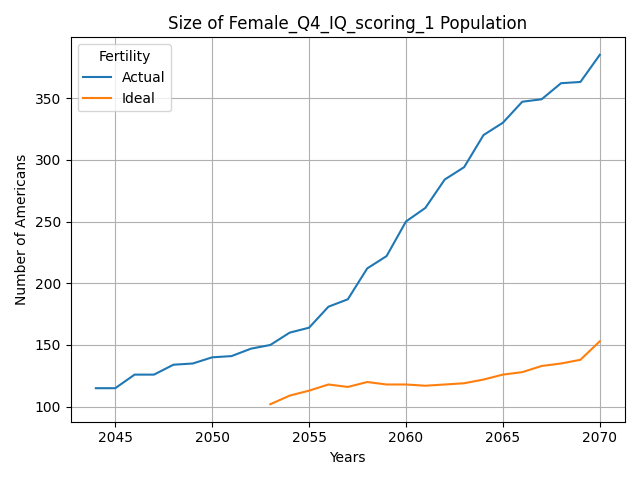 Size of Female_Q4_IQ_scoring_1 Population
Fertility
Actual
Ideal
Number of Americans
350
300
250
200
150
100
2045 2050 2055 2060 2065 2070
Years